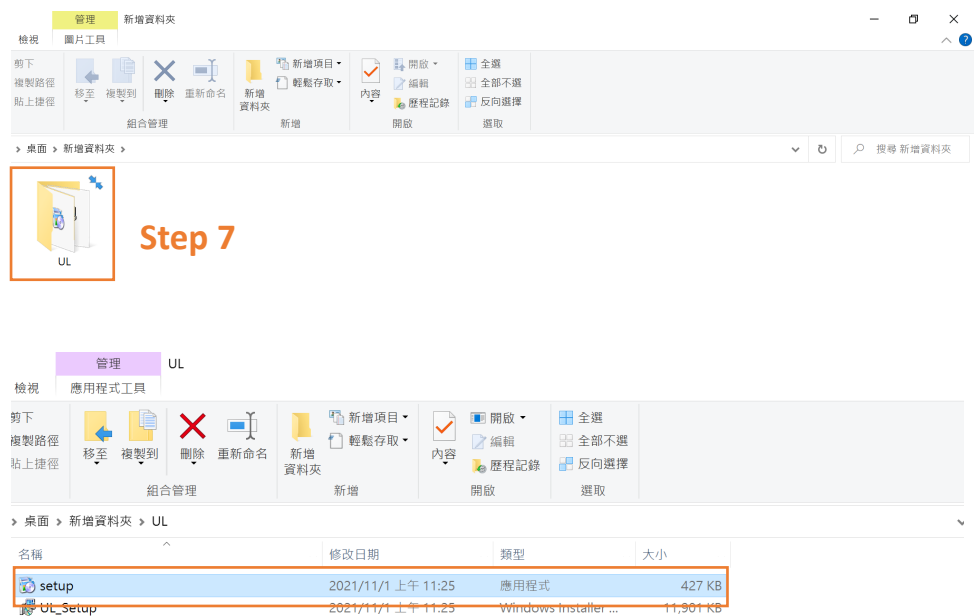 管理 新增資料夾
檢視 圖片工具
剪下
複製路徑
貼上捷徑
移至 複製到 刪除 重新命名
組合管理
新增
資料夾
新增項目
輕鬆存取
新增
內容
開啟
編輯
歷程記錄
開啟
全選
全部不選
反向選擇
選取
桌面 新增資料夾
搜尋 新增資料夾
UL
Step 7
管理 UL
檢視 應用程式工具
剪下
複製路徑
貼上捷徑
移至 複製到 刪除 重新命名
組合管理
新增
資料夾
新增項目
輕鬆存取
新增
內容
開啟
編輯
歷程記錄
開啟
全選
全部不選
反向選擇
選取
桌面 新增資料夾 UL
名稱 修改日期 類型 大小
setup 2021/11/1 上午 11:25 應用程式 427 KB
UL_Setup 2021/11/1 上午 11:25 Windows Installer ... 11,901 KB